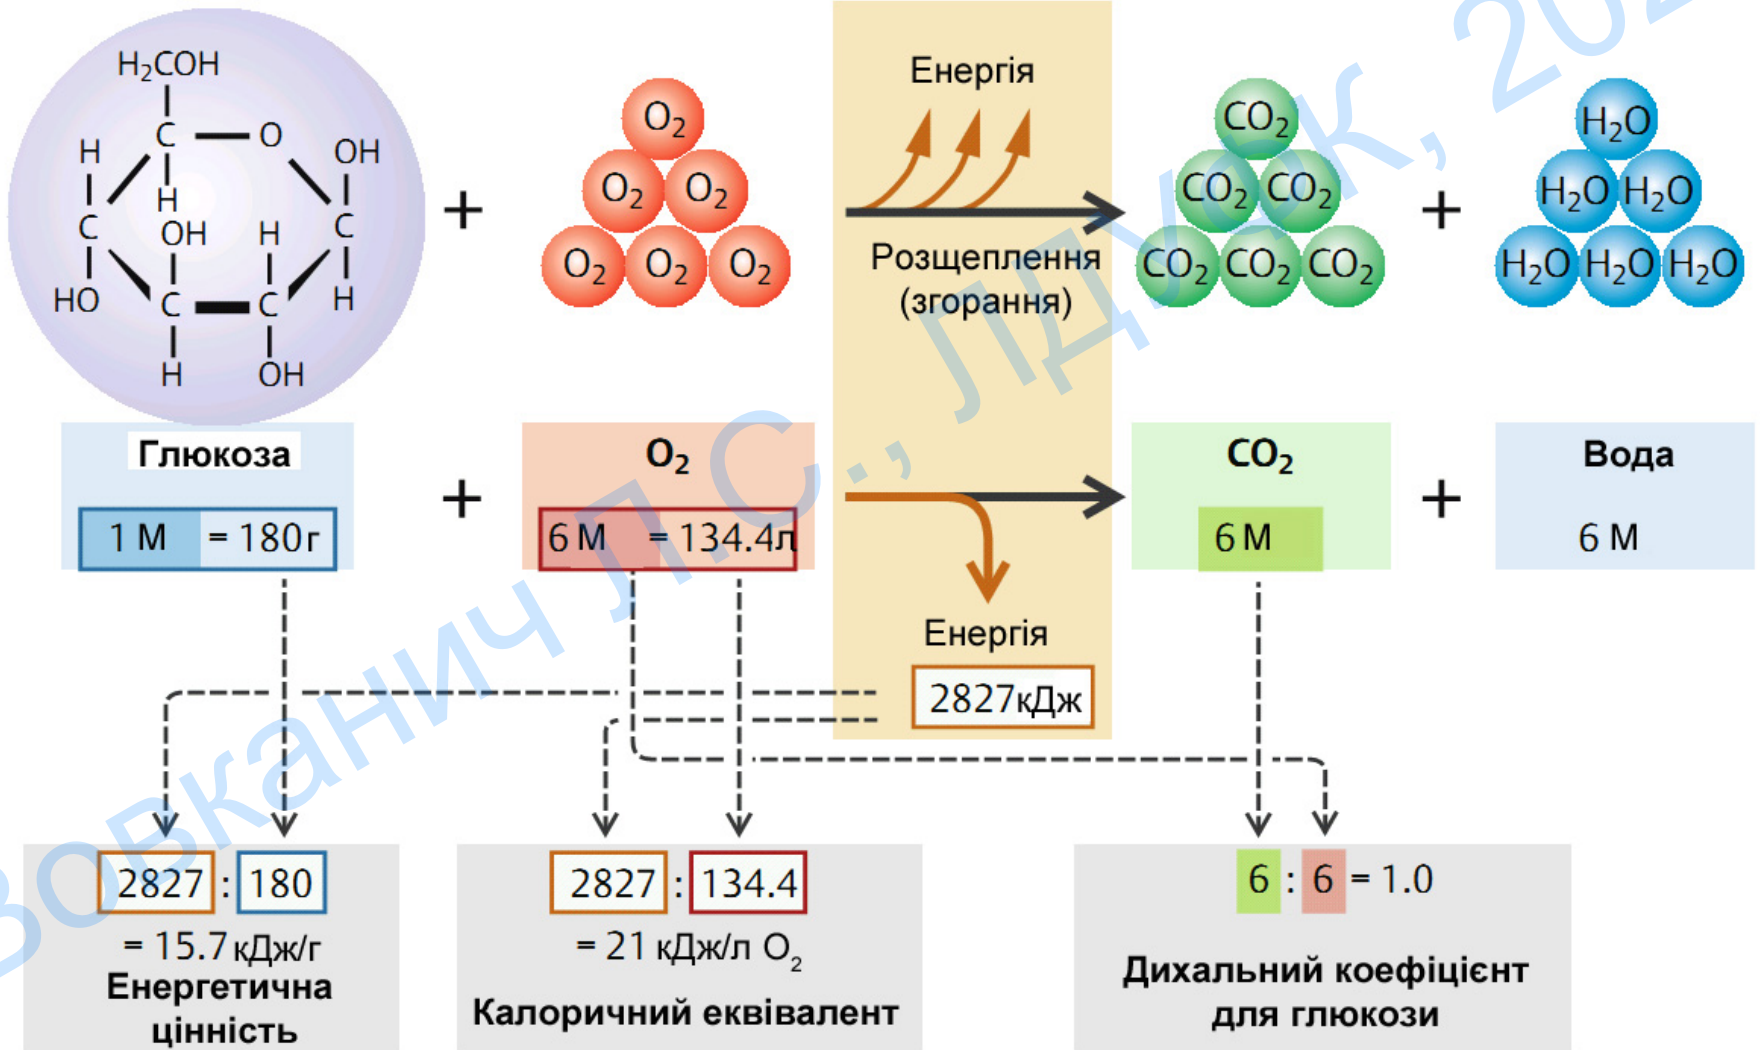 H₂COH
C
O
H
OH
H
C
OH
H
C
HO
C
C
H
H
OH
+
O₂
O₂ O₂
O₂ O₂ O₂
Енергія
Розщеплення
(згорання)
CO₂
CO₂ CO₂
CO₂ CO₂ CO₂
+
H₂O
H₂O H₂O
H₂O H₂O H₂O
Глюкоза
1 М = 180г
+
O₂
6 М = 134.4л
CO₂
6 М
+
Вода
6 М
Енергія
2827кДж
2827 : 180
= 15.7 кДж/г
Енергетична
цінність
2827 : 134.4
= 21 кДж/л O₂
Калоричний еквівалент
6 : 6 = 1.0
Дихальний коефіцієнт
для глюкози
Вовканич Л.С., ЛДУФК, 202